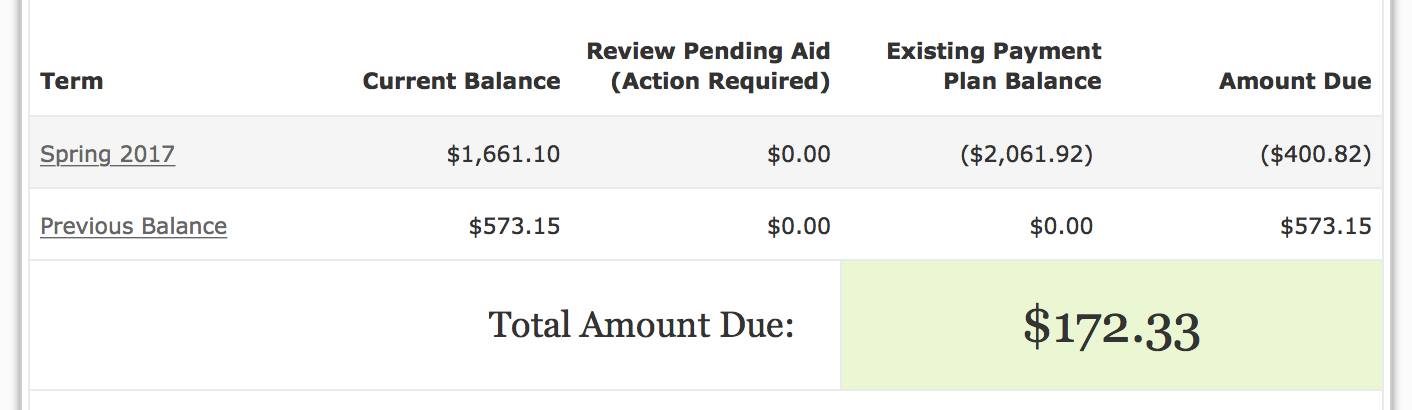 Term Current Balance Review Pending Aid (Action Required) Existing Payment Plan Balance Amount Due
Spring 2017 $1,661.10 $0.00 ($2,061.92) ($400.82)
Previous Balance $573.15 $0.00 $0.00 $573.15
Total Amount Due: $172.33